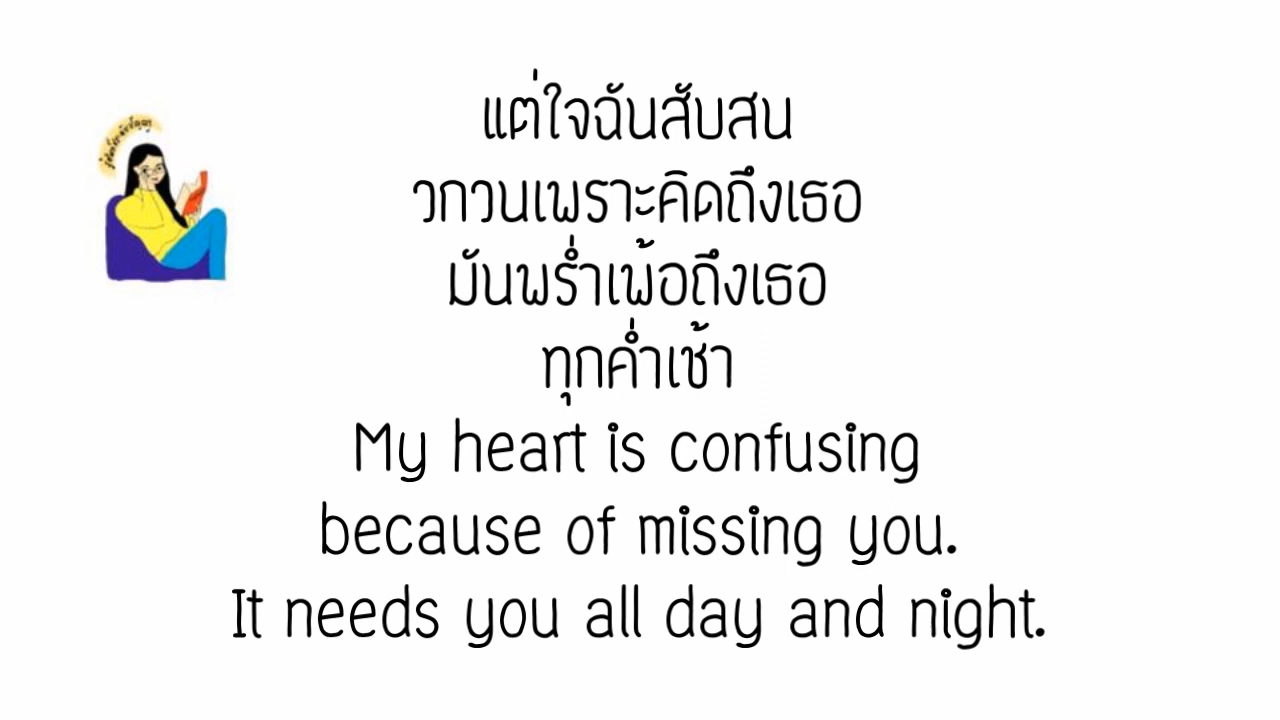 แต่ใจฉันสับสน
วกวนเพราะคิดถึงเธอ
มันพร่ำเพ้อถึงเธอ
ทุกค่ำเช้า
My heart is confusing
because of missing you.
It needs you all day and night.